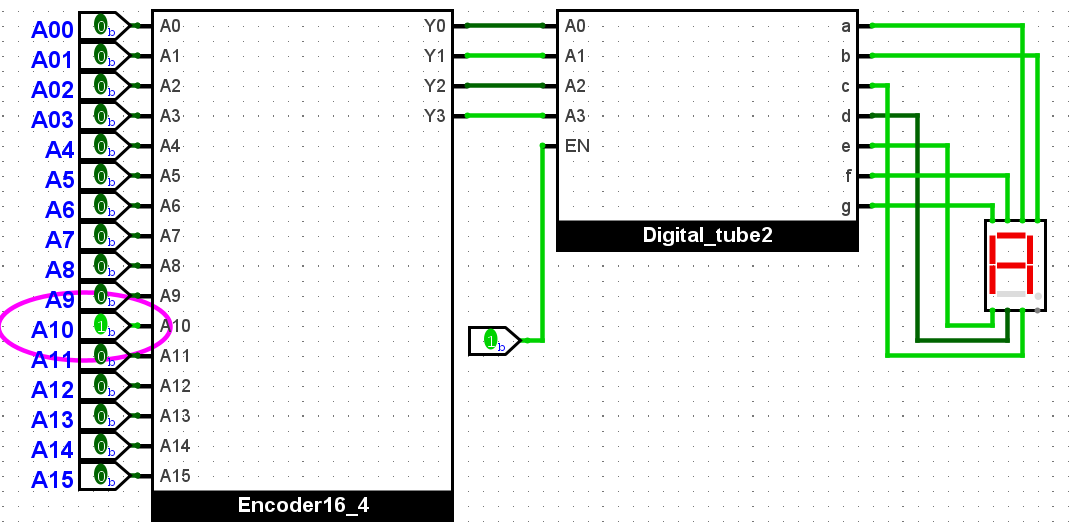 A00 0b A0 Y0 A0 a
A01 0b A1 Y1 A1 b
A02 0b A2 Y2 A2 c
A03 0b A3 Y3 A3 d
A4 0b A4 EN e
A5 0b A5 f
A6 0b A6 g
A7 0b A7 Digital_tube2
A8 0b A8
A9 0b A9
A10 1b A10 1b
A11 0b A11
A12 0b A12
A13 0b A13
A14 0b A14
A15 0b A15
Encoder16_4